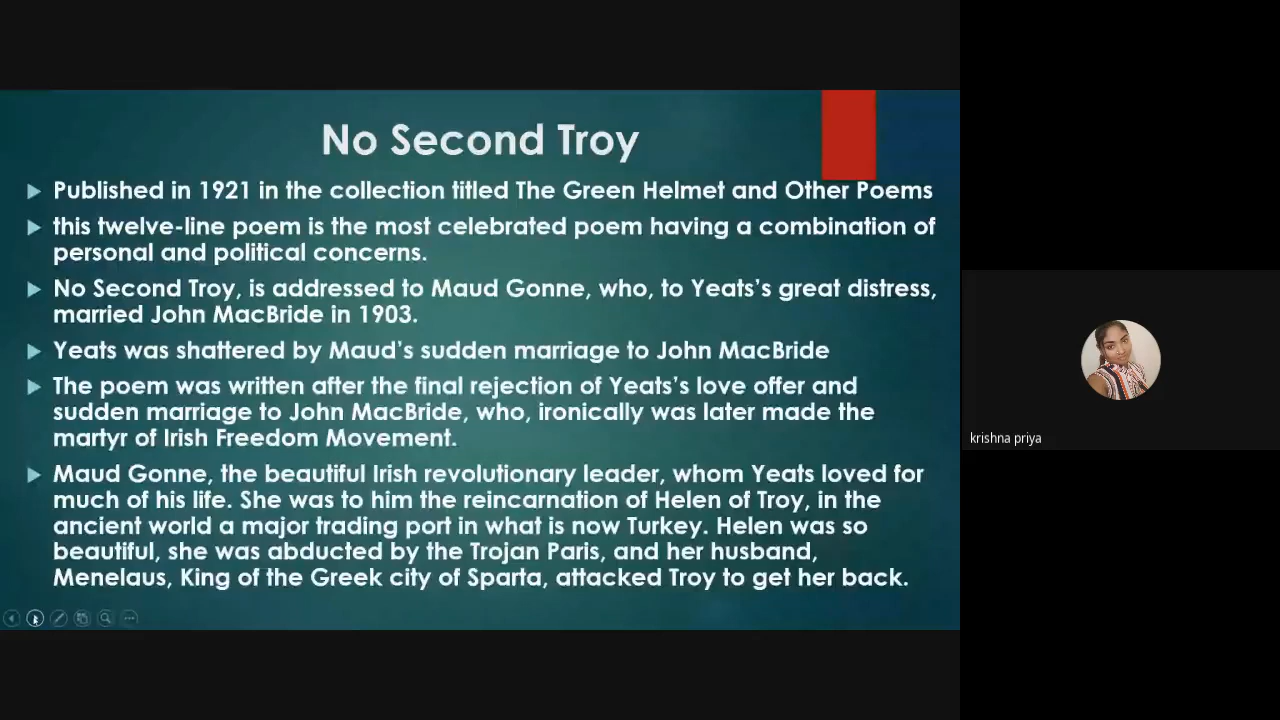 No Second Troy
Published in 1921 in the collection titled The Green Helmet and Other Poems
this twelve-line poem is the most celebrated poem having a combination of
personal and political concerns.
No Second Troy, is addressed to Maud Gonne, who, to Yeats's great distress,
married John MacBride in 1903.
Yeats was shattered by Maud's sudden marriage to John MacBride
The poem was written after the final rejection of Yeats's love offer and
sudden marriage to John MacBride, who, ironically was later made the
martyr of Irish Freedom Movement.
Maud Gonne, the beautiful Irish revolutionary leader, whom Yeats loved for
much of his life. She was to him the reincarnation of Helen of Troy, in the
ancient world a major trading port in what is now Turkey. Helen was so
beautiful, she was abducted by the Trojan Paris, and her husband,
Menelaus, King of the Greek city of Sparta, attacked Troy to get her back.
krishna priya